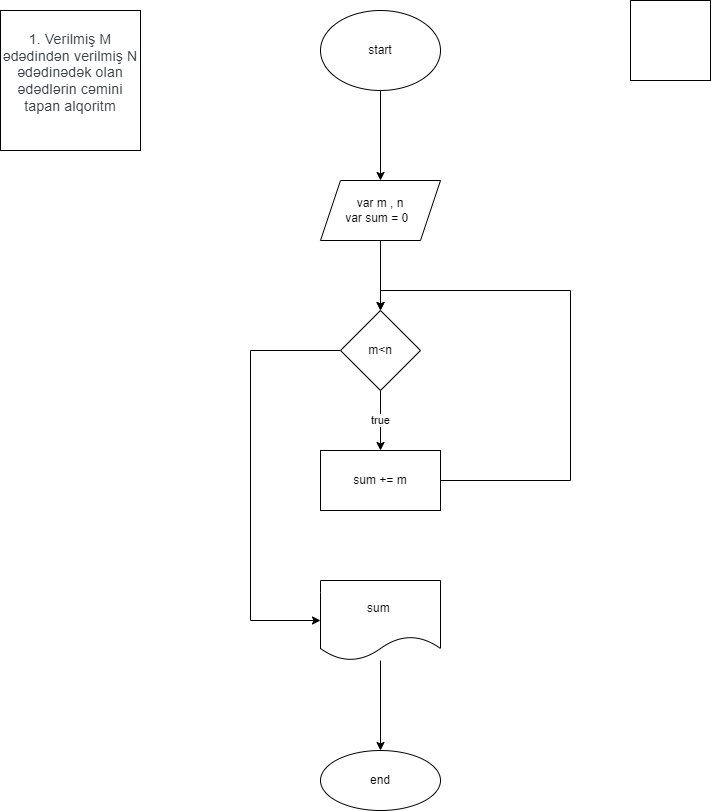 1. Verilmiş M
ədədindən verilmiş N
ədədinədək olan
ədədlərin cəmini
tapan alqoritm
start
var m , n
var sum = 0
m<n
true
sum += m
sum
end